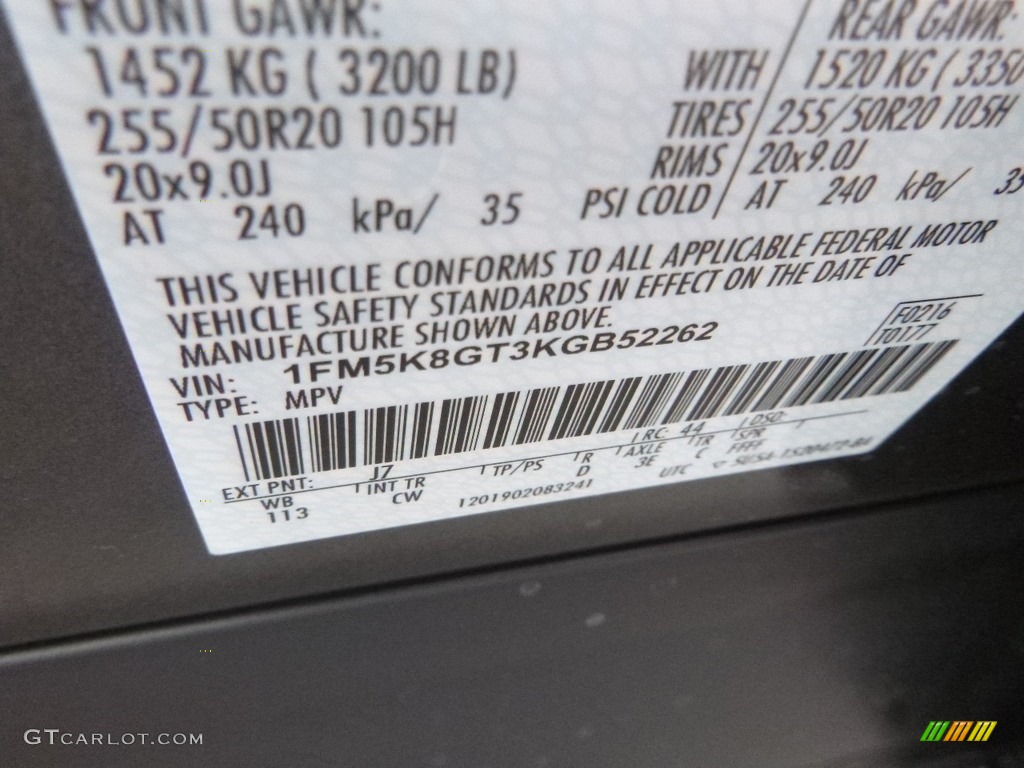 FRONT GAWR:
REAR GAWR:
1452 KG ( 3200 LB)
WITH
1520 KG ( 3350
255/50R20 105H
TIRES
255/50R20 105H
20x9.0J
RIMS
20x9.0J
AT 240 kPa/ 35
PSI COLD
AT 240 kPa/ 35
THIS VEHICLE CONFORMS TO ALL APPLICABLE FEDERAL MOTOR
VEHICLE SAFETY STANDARDS IN EFFECT ON THE DATE OF
MANUFACTURE SHOWN ABOVE.
F0216
T0177
VIN: 1FM5K8GT3KGB52262
TYPE: MPV
EXT PNT: JZ RC: 44 DSO:
WB INT TR TP/PS R AXLE TR SPR
113 CW D 3E C FFFF
1201902083241
UTC
GTCARLOT.COM